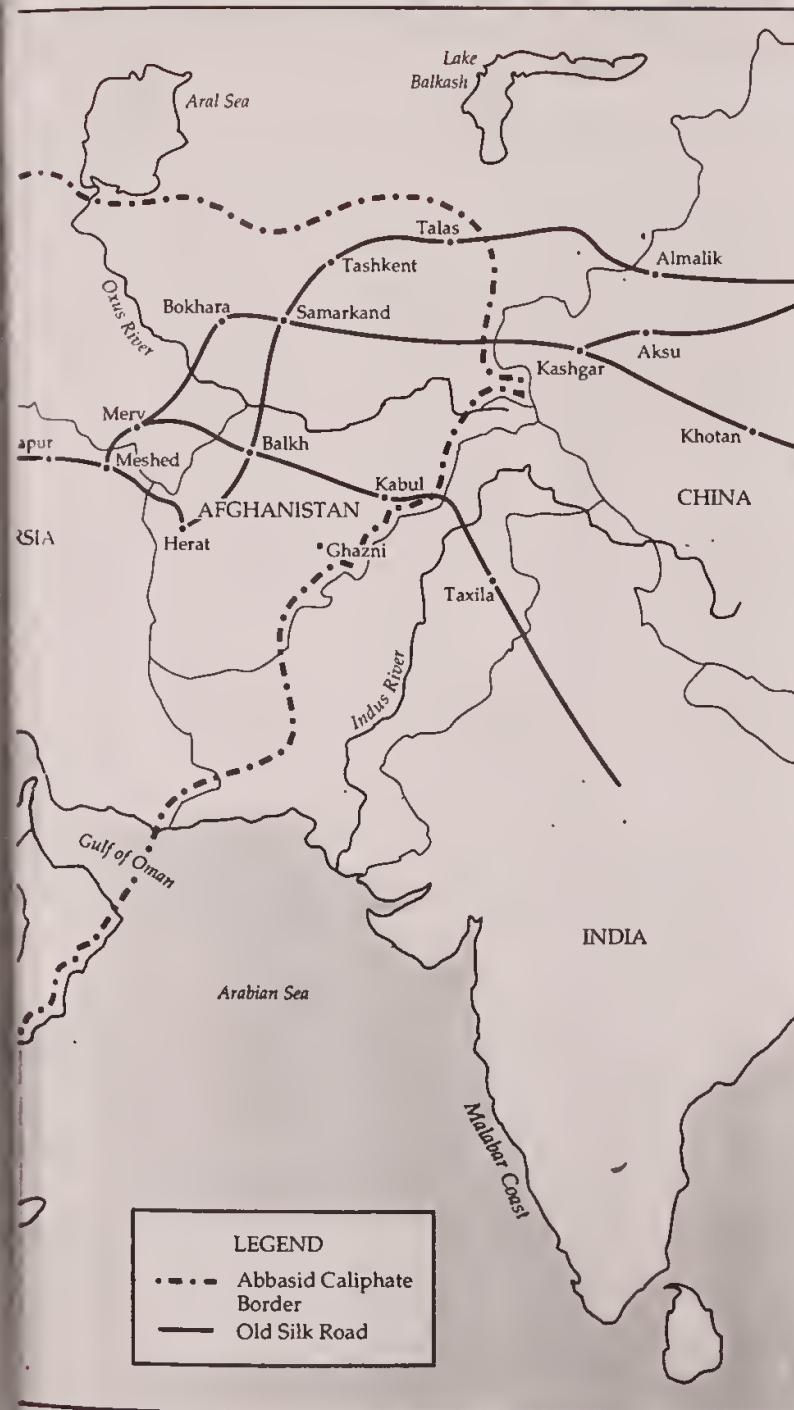 Lake
Balkash
Aral Sea
Talas
Tashkent
Almalik
Oxus River
Bokhara
Samarkand
Kashgar
Aksu
Merv
Khotan
apur
Meshed
Balkh
Kabul
CHINA
AFGHANISTAN
RSIA
Herat
Ghazni
Taxila
Indus River
Gulf of Oman
INDIA
Arabian Sea
Malabar Coast
LEGEND
Abbasid Caliphate
Border
Old Silk Road